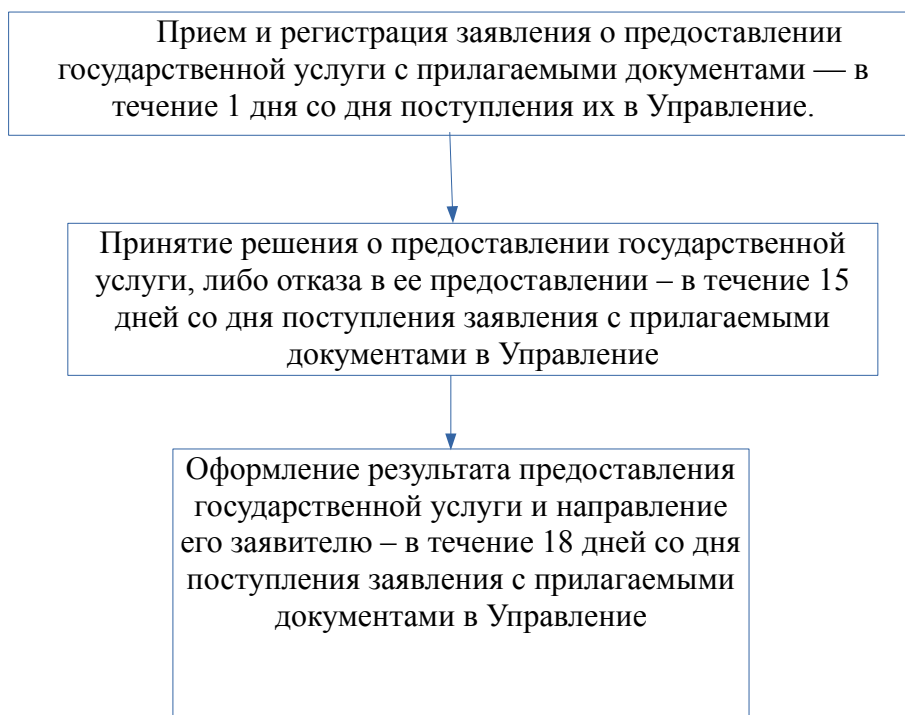 Прием и регистрация заявления о предоставлении
государственной услуги с прилагаемыми документами — в
течение 1 дня со дня поступления их в Управление.
Принятие решения о предоставлении государственной
услуги, либо отказа в ее предоставлении – в течение 15
дней со дня поступления заявления с прилагаемыми
документами в Управление
Оформление результата предоставления
государственной услуги и направление
его заявителю – в течение 18 дней со дня
поступления заявления с прилагаемыми
документами в Управление